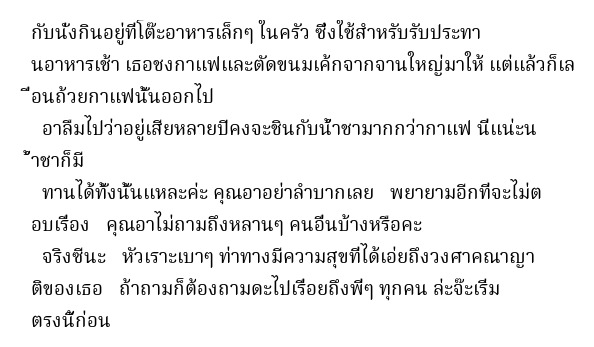 กับนั่งกินอยู่ที่โต๊ะอาหารเล็กๆ ในครัว ซึ่งใช้สำหรับรับประทา
นอาหารเช้า เธอชงกาแฟและตัดขนมเค้กจากจานใหญ่มาให้ แต่แล้วก็เล
ื่อนถ้วยกาแฟนั้นออกไป
อาลืมไปว่าอยู่เสียหลายปีคงจะชินกับน้ำชามากกว่ากาแฟ นี่แน่ะน
้ำชาก็มี
ทานได้ทั้งนั้นแหละค่ะ คุณอาอย่าลำบากเลย พยายามอีกที่จะไม่ต
อบเรื่อง คุณอาไม่ถามถึงหลานๆ คนอื่นบ้างหรือคะ
จริงซีนะ หัวเราะเบาๆ ท่าทางมีความสุขที่ได้เอ่ยถึงวงศาคณาญา
ติของเธอ ถ้าถามก็ต้องถามดะไปเรื่อยถึงพี่ๆ ทุกคน ล่ะจ๊ะเริ่ม
ตรงนี้ก่อน